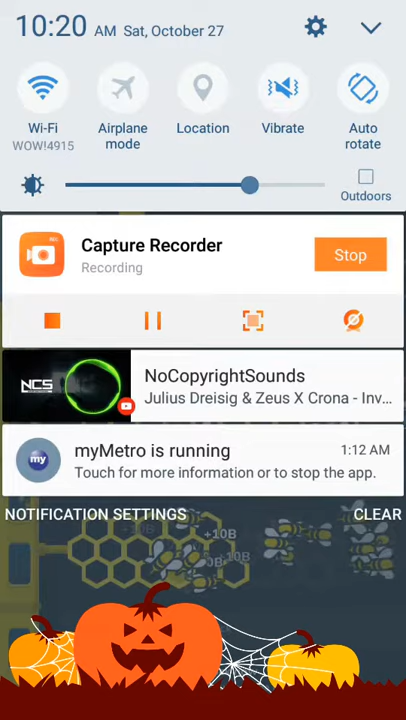 10:20 AM Sat, October 27
Wi-Fi
WOW!4915
Airplane
mode
Location
Vibrate
Auto
rotate
Outdoors
Capture Recorder
Recording
Stop
NCS
NoCopyrightSounds
Julius Dreisig & Zeus X Crona - Inv...
my
myMetro is running
1:12 AM
Touch for more information or to stop the app.
NOTIFICATION SETTINGS
CLEAR
+10B
+10B